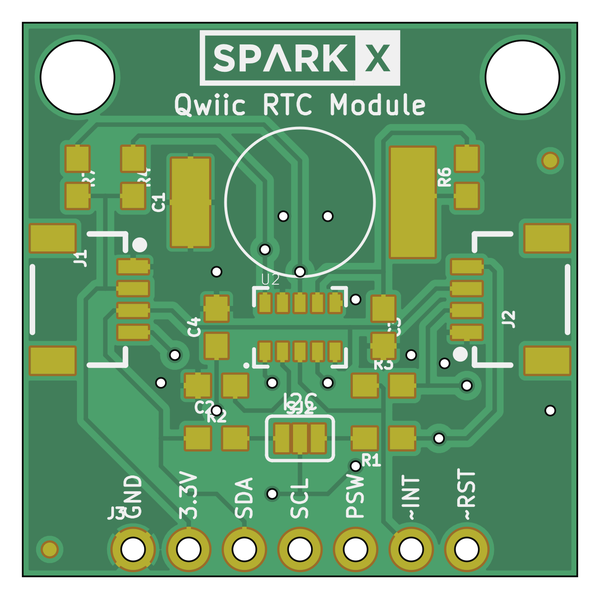 SPARK X
Qwiic RTC Module
R4
R6
C1
J1
U2
J2
C4
R3
C2
R2
I2C
R1
GND
3.3V
SDA
SCL
PSW
~INT
~RST
J3